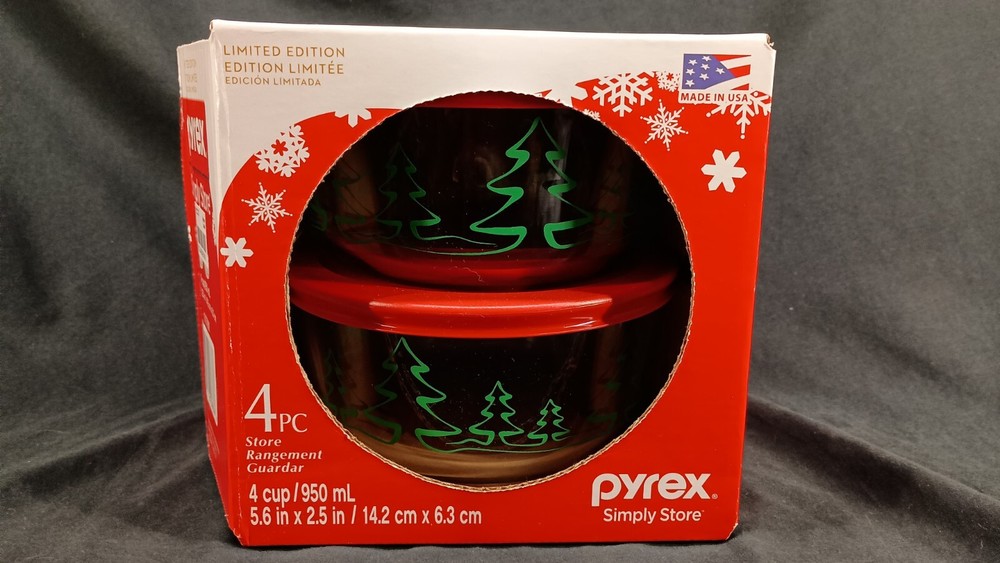 LIMITED EDITION
EDITION LIMITÉE
EDICIÓN LIMITADA
MADE IN USA
pyrex
4PC
Store
Rangement
Guardar
4 cup / 950 mL
5.6 in x 2.5 in / 14.2 cm x 6.3 cm
pyrex®
Simply Store